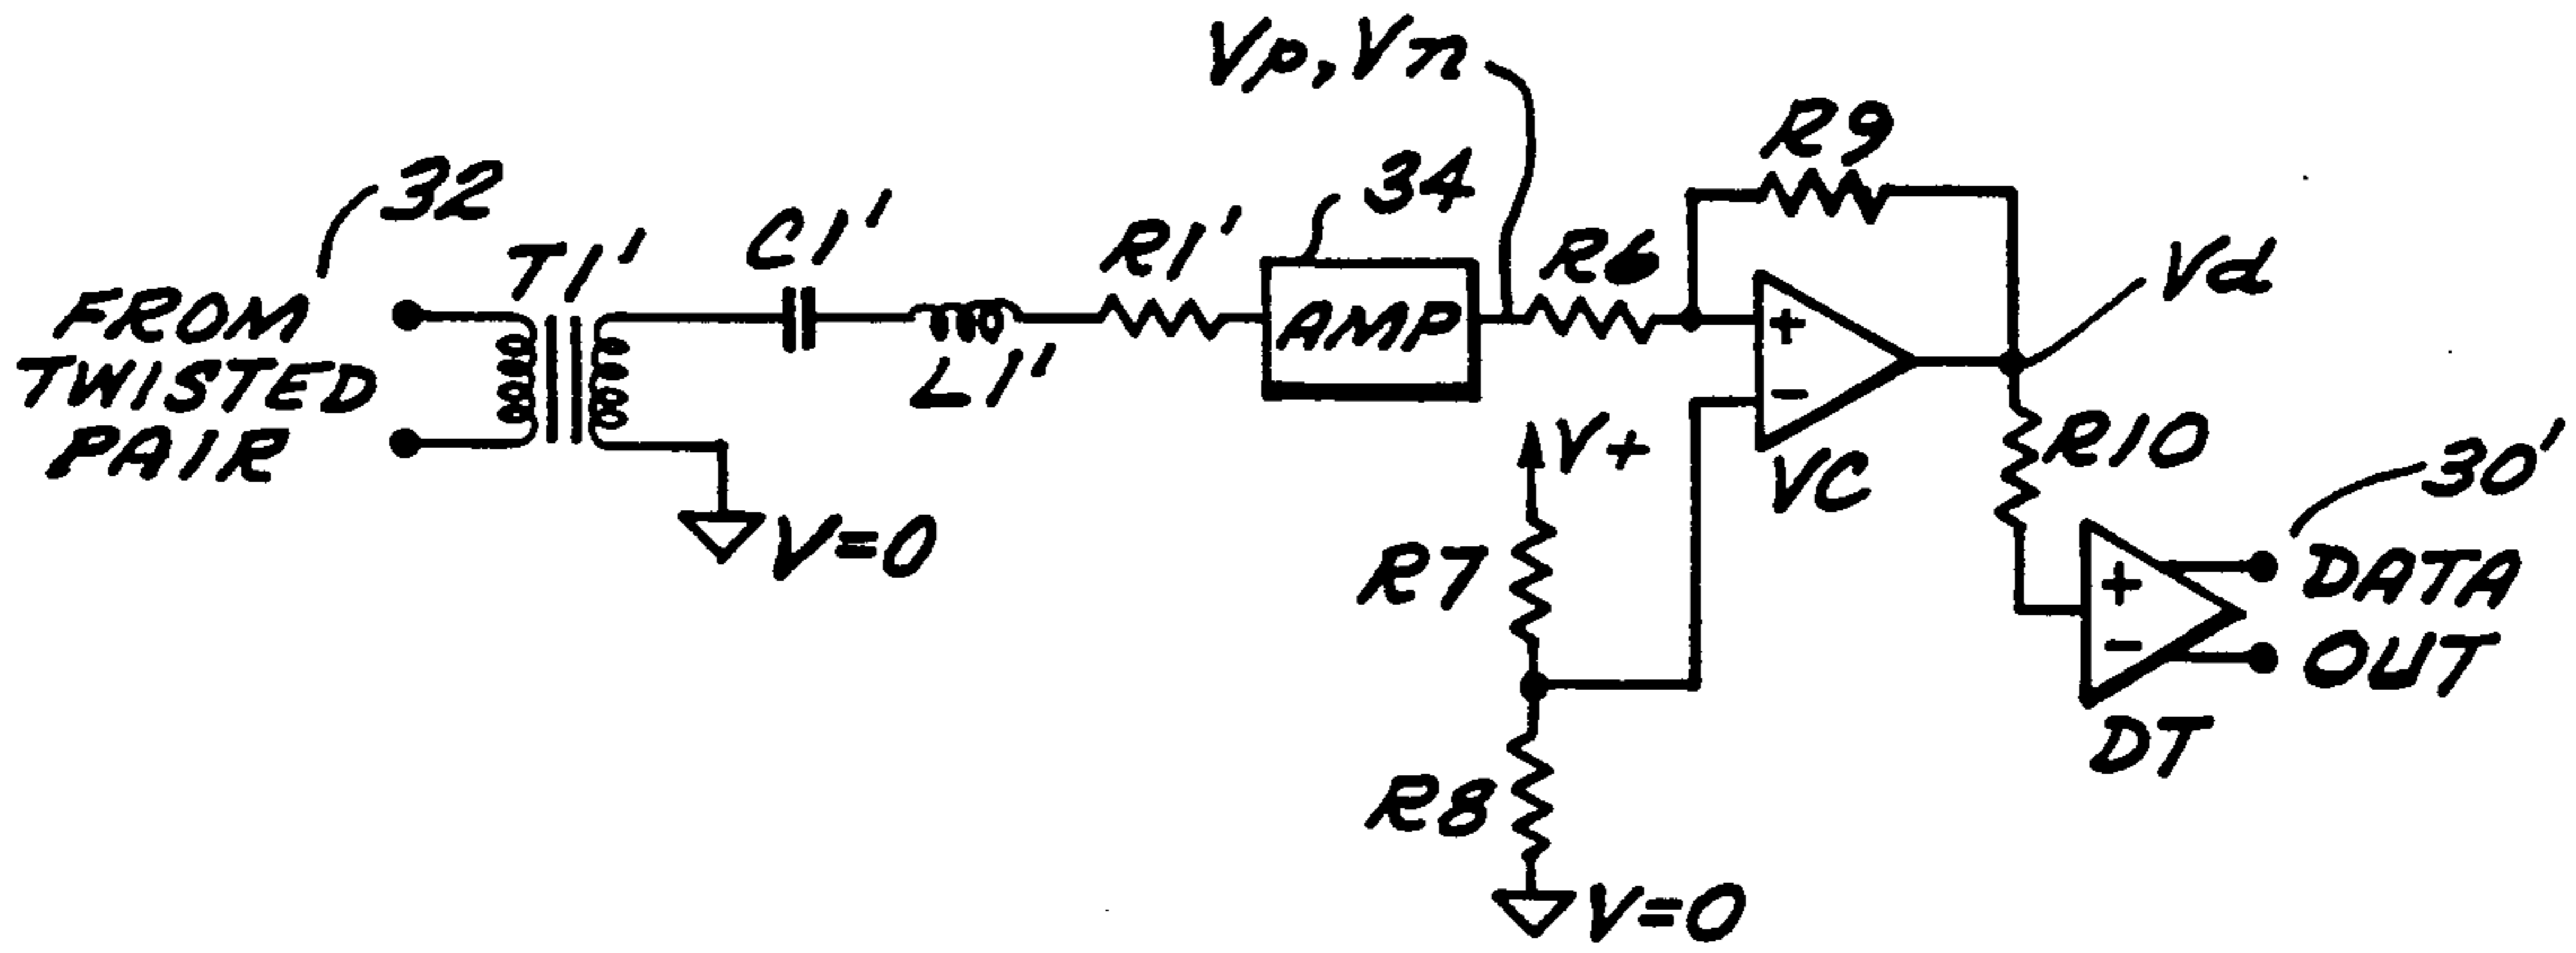 Vp, Vn
32
T1'
C1'
R1'
34
R6
R9
Vd
FROM
TWISTED
PAIR
L1'
AMP
+
-
VC
V=0
V+
R7
R8
V=0
R10
30'
+
-
DATA
OUT
DT